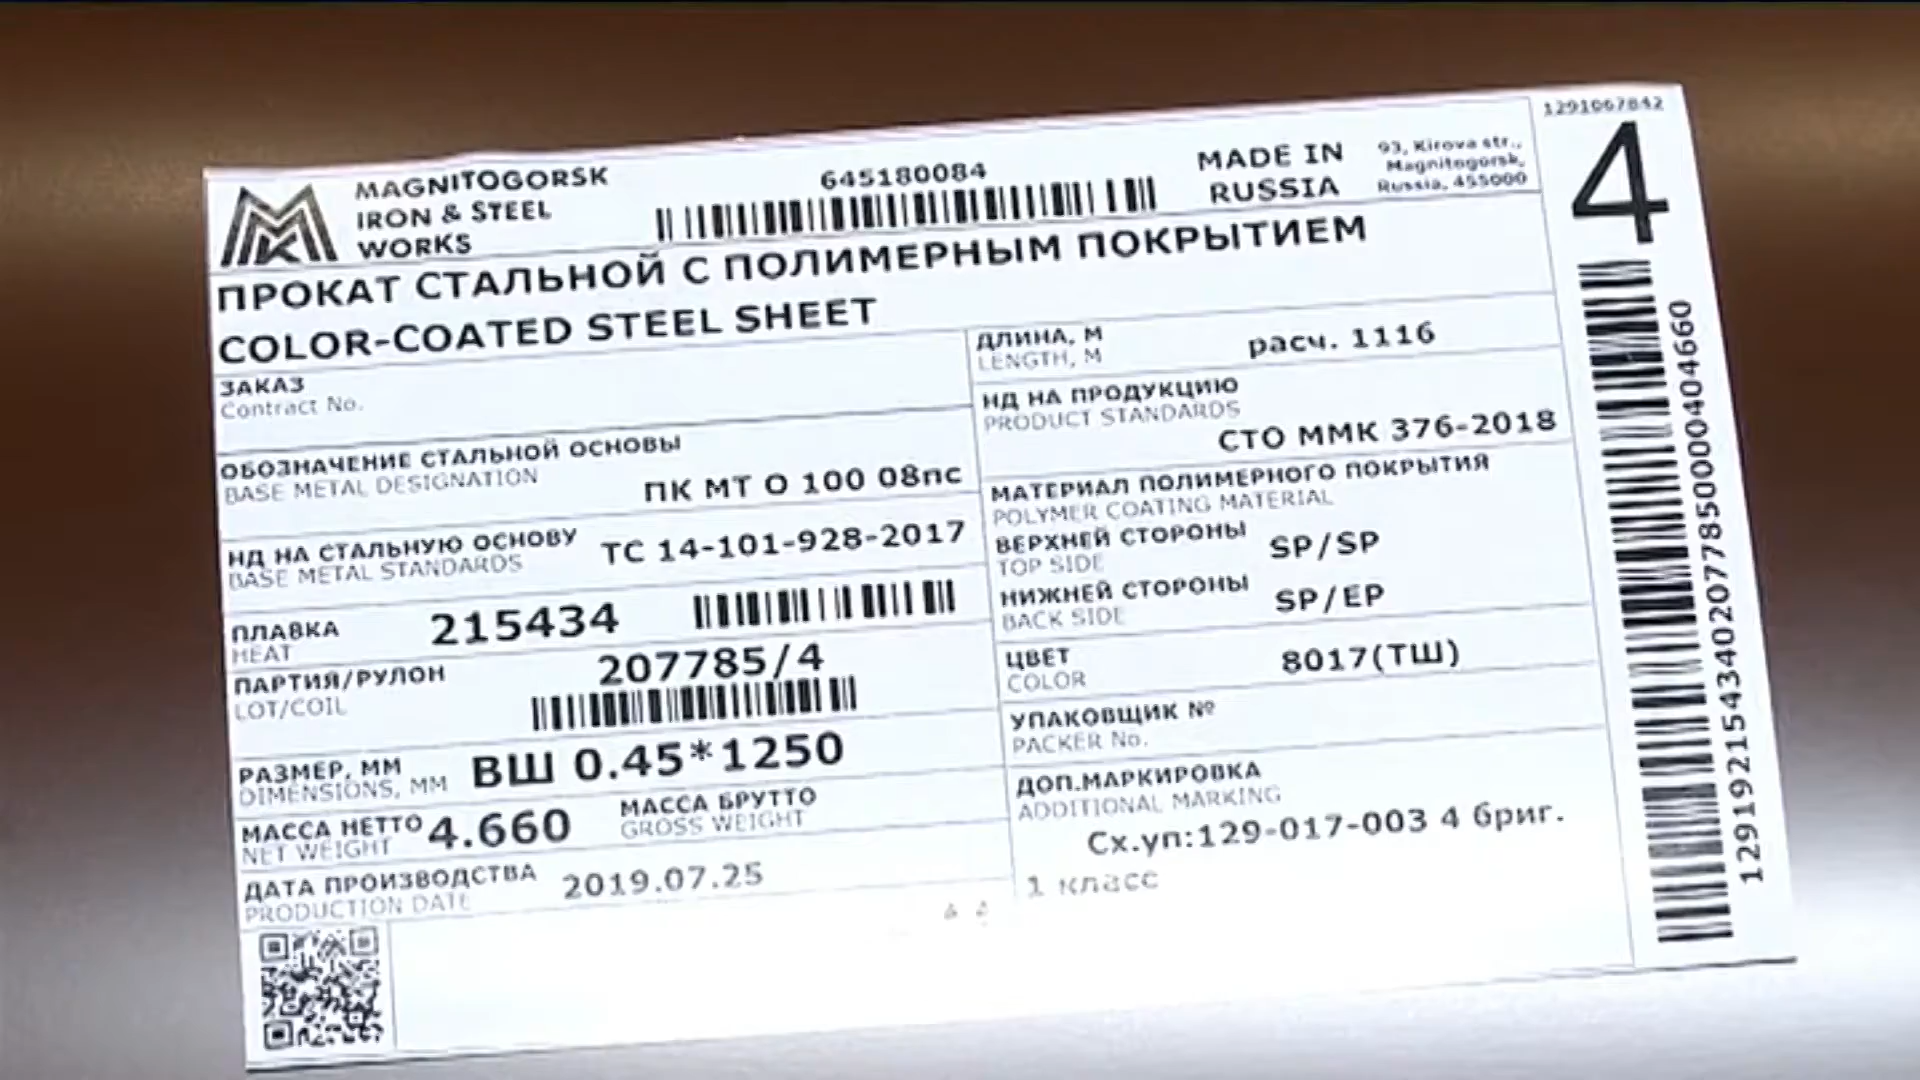 MAGNITOGORSK
IRON & STEEL
WORKS
645180084
MADE IN
RUSSIA
93, Kirova str.,
Magnitogorsk,
Russia, 455000
1291067842
4
ПРОКАТ СТАЛЬНОЙ С ПОЛИМЕРНЫМ ПОКРЫТИЕМ
COLOR-COATED STEEL SHEET
ЗАКАЗ
Contract No.
ОБОЗНАЧЕНИЕ СТАЛЬНОЙ ОСНОВЫ
BASE METAL DESIGNATION
ПК МТ О 100 08пс
НД НА СТАЛЬНУЮ ОСНОВУ
BASE METAL STANDARDS
ТС 14-101-928-2017
ПЛАВКА
HEAT
215434
ПАРТИЯ/РУЛОН
LOT/COIL
207785/4
РАЗМЕР, ММ
DIMENSIONS, MM
ВШ 0.45*1250
МАССА НЕТТО
NET WEIGHT
4.660
МАССА БРУТТО
GROSS WEIGHT
ДАТА ПРОИЗВОДСТВА
PRODUCTION DATE
2019.07.25
ДЛИНА, М
LENGTH, M
расч. 1116
НД НА ПРОДУКЦИЮ
PRODUCT STANDARDS
СТО ММК 376-2018
МАТЕРИАЛ ПОЛИМЕРНОГО ПОКРЫТИЯ
POLYMER COATING MATERIAL
ВЕРХНЕЙ СТОРОНЫ
TOP SIDE
SP/SP
НИЖНЕЙ СТОРОНЫ
BACK SIDE
SP/EP
ЦВЕТ
COLOR
8017(ТШ)
УПАКОВЩИК №
PACKER No.
ДОП.МАРКИРОВКА
ADDITIONAL MARKING
Сх.уп:129-017-003 4 бриг.
1 класс
129192154340207785000404660